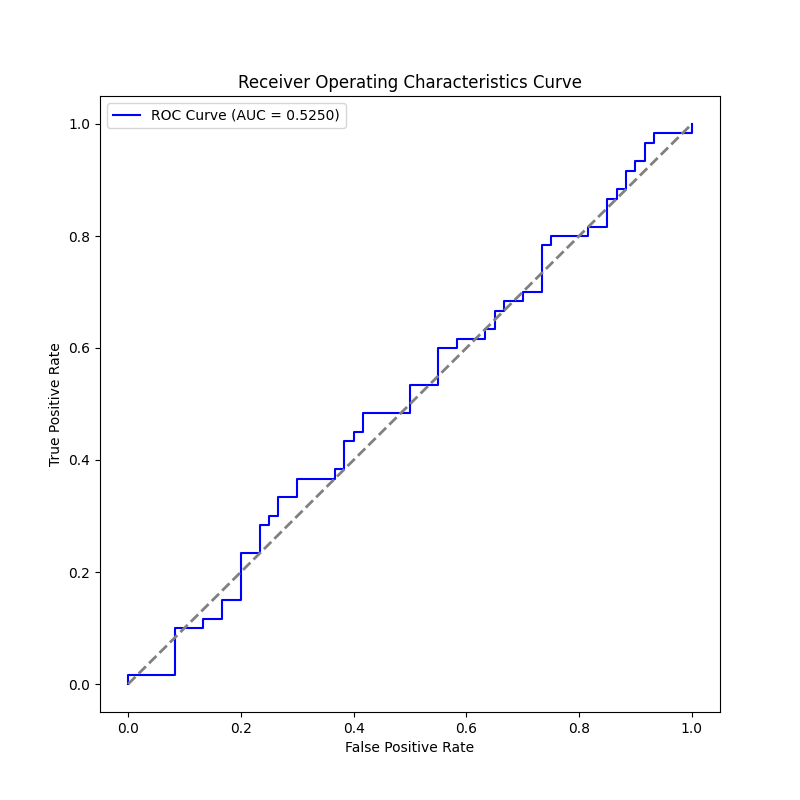 Receiver Operating Characteristics Curve
ROC Curve (AUC = 0.5250)
1.0
0.8
0.6
0.4
0.2
0.0
True Positive Rate
0.0 0.2 0.4 0.6 0.8 1.0
False Positive Rate